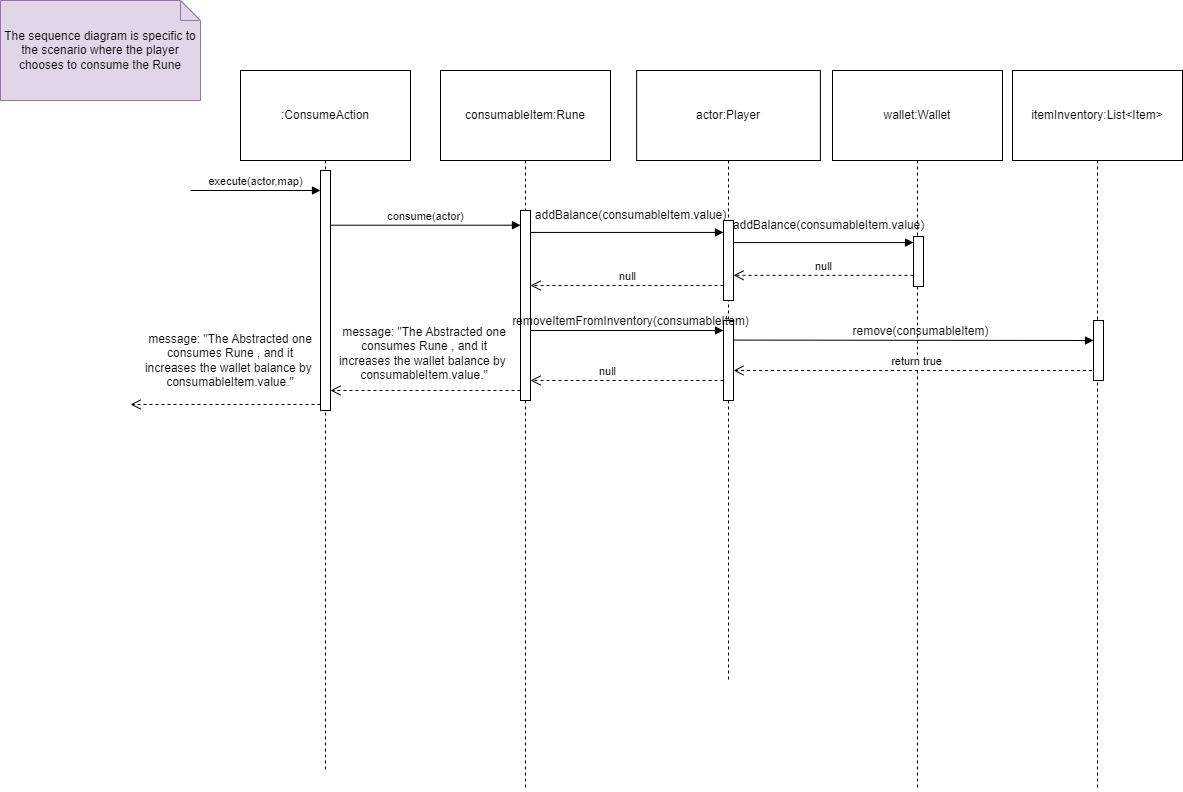 The sequence diagram is specific to
the scenario where the player
chooses to consume the Rune
:ConsumeAction
consumableItem:Rune
actor:Player
wallet:Wallet
itemInventory:List<Item>
execute(actor,map)
consume(actor)
addBalance(consumableItem.value)
addBalance(consumableItem.value)
null
null
removeItemFromInventory(consumableItem)
remove(consumableItem)
return true
null
message: "The Abstracted one
consumes Rune , and it
increases the wallet balance by
consumableItem.value."
message: "The Abstracted one
consumes Rune , and it
increases the wallet balance by
consumableItem.value."